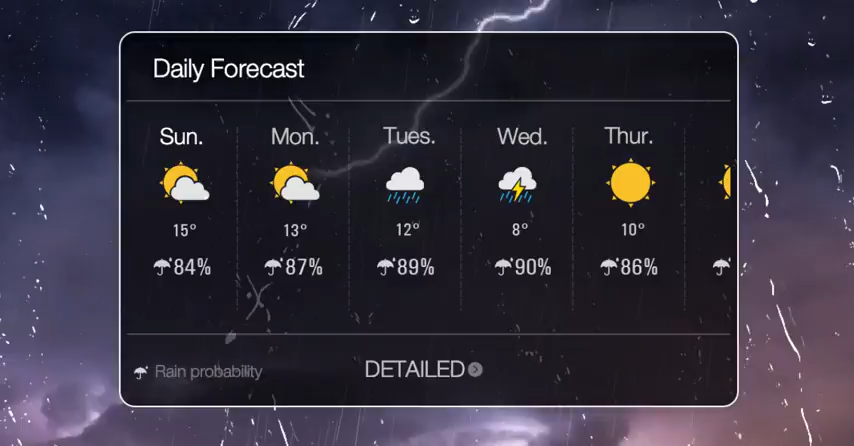 Daily Forecast
Sun. Mon. Tues. Wed. Thur.
15° 13° 12° 8° 10°
84% 87% 89% 90% 86%
Rain probability DETAILED